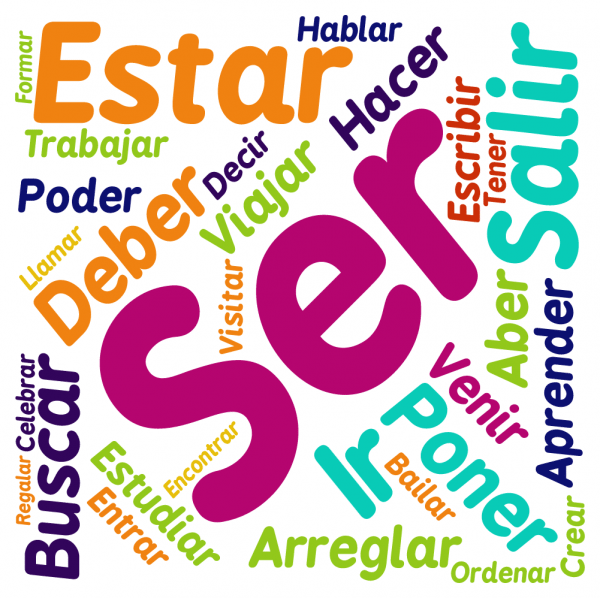 Formar
Estar
Hablar
Hacer
Salir
Trabajar
Decir
Escribir
Tener
Poder
Deber
Viajar
Ser
Llamar
Visitar
Aber
Aprender
Celebrar
Buscar
Venir
Poner
Ir
Regalar
Estudiar
Encontrar
Bailar
Entrar
Arreglar
Ordenar
Crear